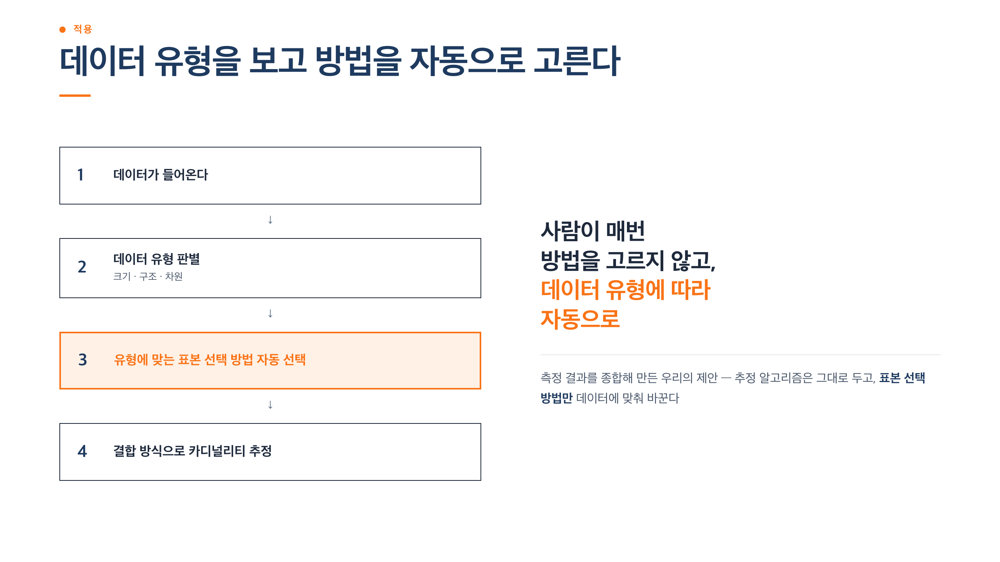 적용
데이터 유형을 보고 방법을 자동으로 고른다
1 데이터가 들어온다
↓
2 데이터 유형 판별
크기 · 구조 · 차원
↓
3 유형에 맞는 표본 선택 방법 자동 선택
↓
4 결합 방식으로 카디널리티 추정
사람이 매번
방법을 고르지 않고,
데이터 유형에 따라
자동으로
측정 결과를 종합해 만든 우리의 제안 — 추정 알고리즘은 그대로 두고, 표본 선택
방법만 데이터에 맞춰 바꾼다